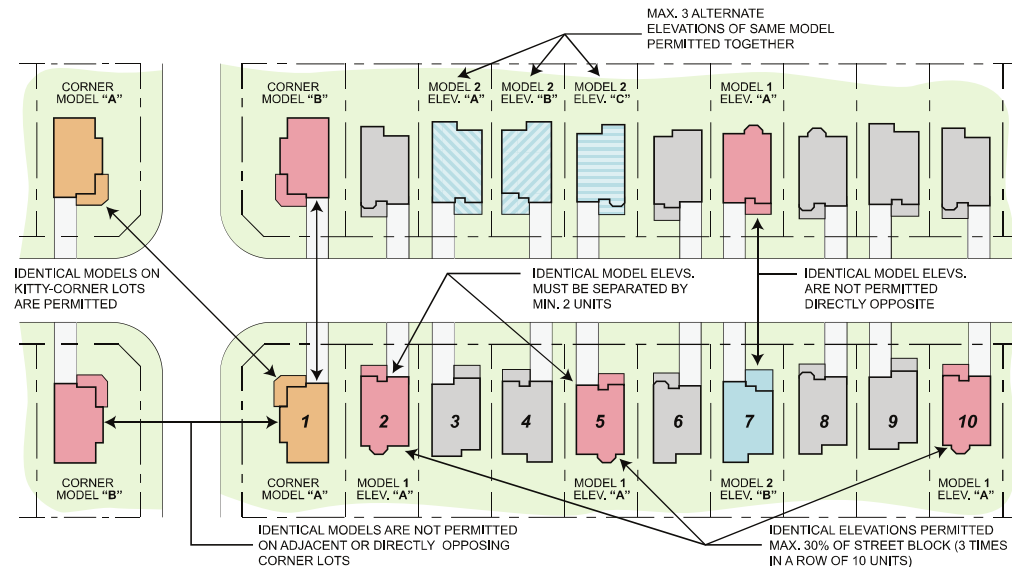 MAX. 3 ALTERNATE
ELEVATIONS OF SAME MODEL
PERMITTED TOGETHER
CORNER
MODEL “A”
CORNER
MODEL “B”
MODEL 2
ELEV. “A”
MODEL 2
ELEV. “B”
MODEL 2
ELEV. “C”
MODEL 1
ELEV. “A”
IDENTICAL MODELS ON
KITTY-CORNER LOTS
ARE PERMITTED
IDENTICAL MODEL ELEVS.
MUST BE SEPARATED BY
MIN. 2 UNITS
IDENTICAL MODEL ELEVS.
ARE NOT PERMITTED
DIRECTLY OPPOSITE
1
2
3
4
5
6
7
8
9
10
CORNER
MODEL “B”
CORNER
MODEL “A”
MODEL 1
ELEV. “A”
MODEL 1
ELEV. “A”
MODEL 2
ELEV. “B”
MODEL 1
ELEV. “A”
IDENTICAL MODELS ARE NOT PERMITTED
ON ADJACENT OR DIRECTLY OPPOSING
CORNER LOTS
IDENTICAL ELEVATIONS PERMITTED
MAX. 30% OF STREET BLOCK (3 TIMES
IN A ROW OF 10 UNITS)